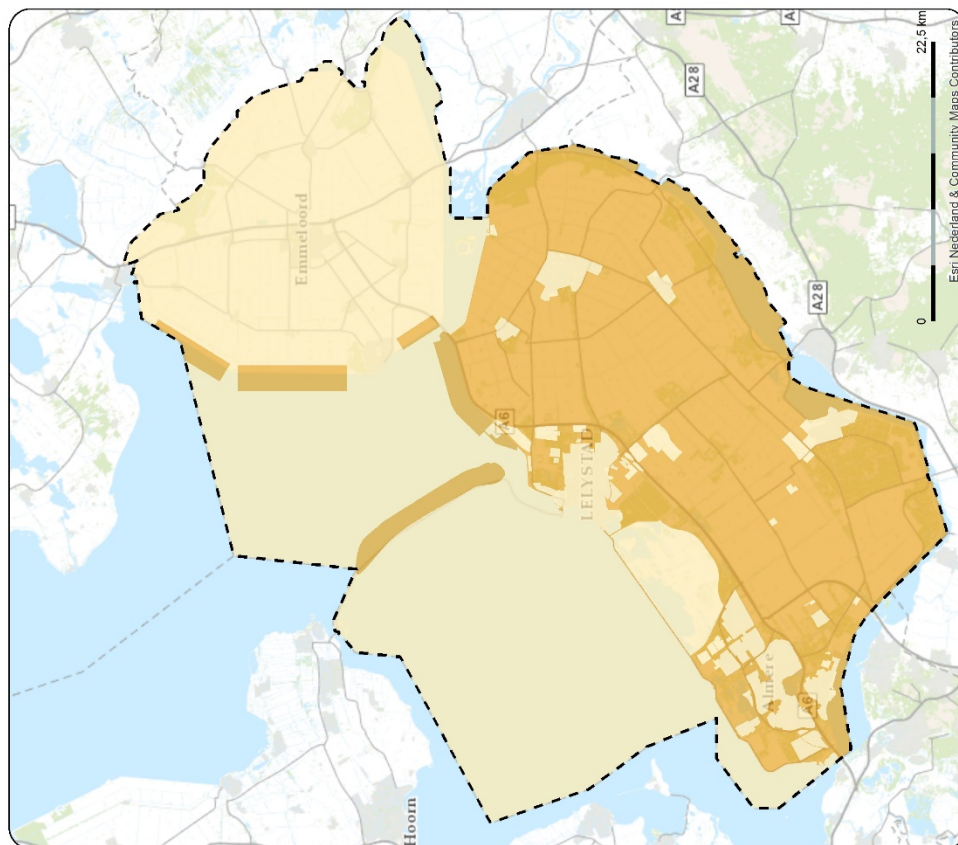 A
A
A28
22,5 km
0
Esri Nederland & Community Maps Contributors
Emmeloord
A28
A6
LELYSTAD
Almere
A6
Hoorn